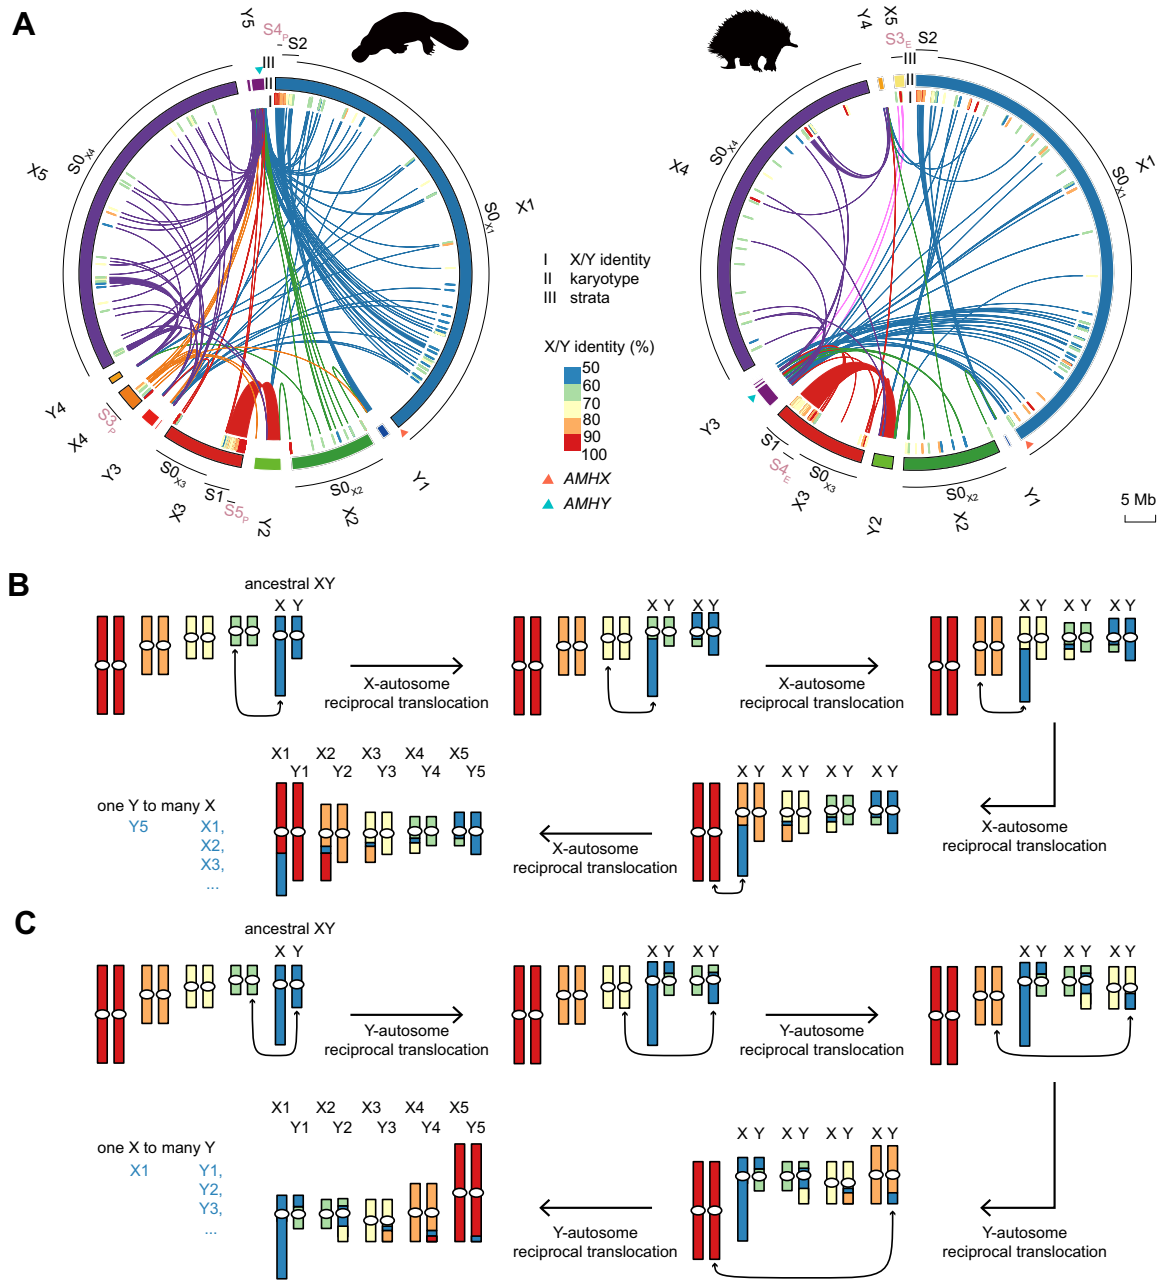 A
Y5
S4P
S2
III
II
I
X5
S0X4
X1
S0X1
Y4
X4
S3P
Y3
X3
S0X3
S1
S5P
Y2
X2
S0X2
Y1
I X/Y identity
II karyotype
III strata
X/Y identity (%)
50
60
70
80
90
100
AMHX
AMHY
Y4
X5
S3E
S2
III
II
I
X4
S0X4
X1
S0X1
Y3
S1
S4E
S0X3
X3
Y2
X2
S0X2
Y1
5 Mb
B
ancestral XY
X Y
X-autosome
reciprocal translocation
X Y X Y
X-autosome
reciprocal translocation
X Y X Y X Y
X-autosome
reciprocal translocation
X Y X Y X Y X Y
X-autosome
reciprocal translocation
X1 X2 X3 X4 X5
Y1 Y2 Y3 Y4 Y5
one Y to many X
Y5 X1,
X2,
X3,
...
C
ancestral XY
X Y
Y-autosome
reciprocal translocation
X Y X Y
Y-autosome
reciprocal translocation
X Y X Y X Y
Y-autosome
reciprocal translocation
X Y X Y X Y X Y
Y-autosome
reciprocal translocation
X1 X2 X3 X4 X5
Y1 Y2 Y3 Y4 Y5
one X to many Y
X1 Y1,
Y2,
Y3,
...